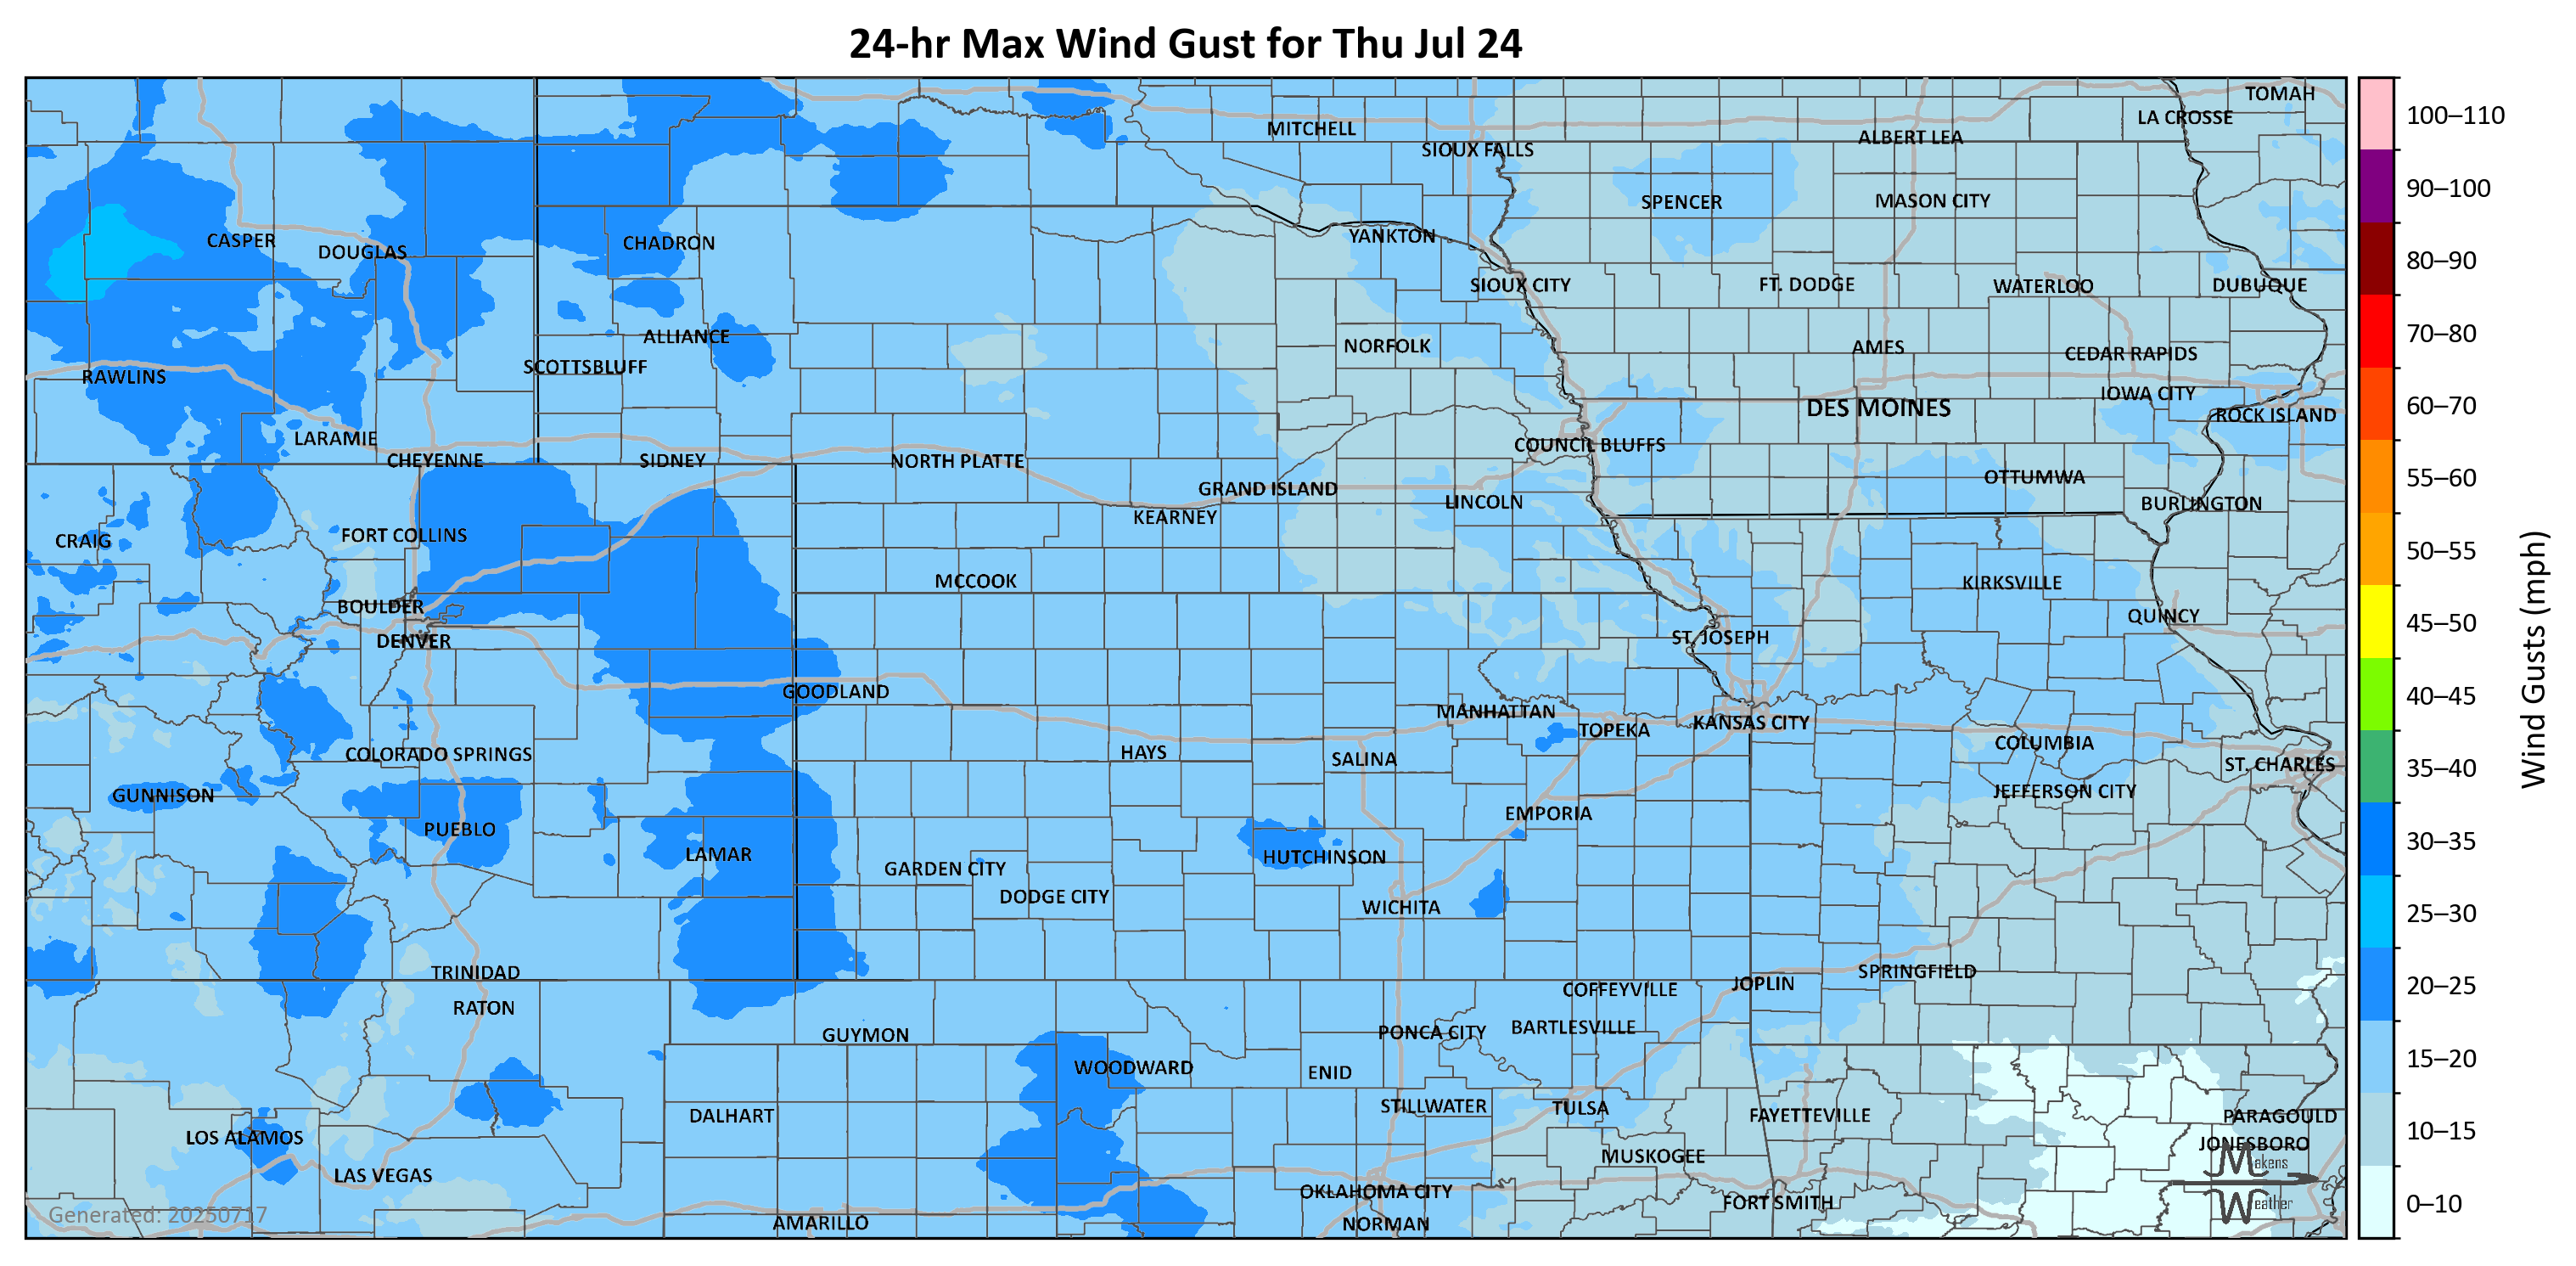 24-hr Max Wind Gust for Thu Jul 24
TOMAH
LA CROSSE
MITCHELL
ALBERT LEA
SIOUX FALLS
SPENCER
MASON CITY
CASPER
DOUGLAS
CHADRON
YANKTON
SIOUX CITY
FT. DODGE
WATERLOO
DUBUQUE
ALLIANCE
NORFOLK
AMES
CEDAR RAPIDS
SCOTTSBLUFF
RAWLINS
IOWA CITY
DES MOINES
ROCK ISLAND
LARAMIE
COUNCIL BLUFFS
CHEYENNE
SIDNEY
NORTH PLATTE
OTTUMWA
GRAND ISLAND
LINCOLN
BURLINGTON
KEARNEY
FORT COLLINS
CRAIG
MCCOOK
KIRKSVILLE
BOULDER
QUINCY
DENVER
ST. JOSEPH
GOODLAND
MANHATTAN
KANSAS CITY
TOPEKA
COLUMBIA
COLORADO SPRINGS
HAYS
SALINA
ST. CHARLES
GUNNISON
JEFFERSON CITY
EMPORIA
PUEBLO
LAMAR
HUTCHINSON
GARDEN CITY
DODGE CITY
WICHITA
TRINIDAD
SPRINGFIELD
JOPLIN
COFFEYVILLE
RATON
BARTLESVILLE
PONCA CITY
GUYMON
WOODWARD
ENID
STILLWATER
TULSA
DALHART
FAYETTEVILLE
PARAGOULD
LOS ALAMOS
JONESBORO
MUSKOGEE
LAS VEGAS
OKLAHOMA CITY
FORT SMITH
AMARILLO
NORMAN
Generated: 20250717
Makens
Weather
100–110
90–100
80–90
70–80
60–70
55–60
50–55
45–50
40–45
35–40
30–35
25–30
20–25
15–20
10–15
0–10
Wind Gusts (mph)